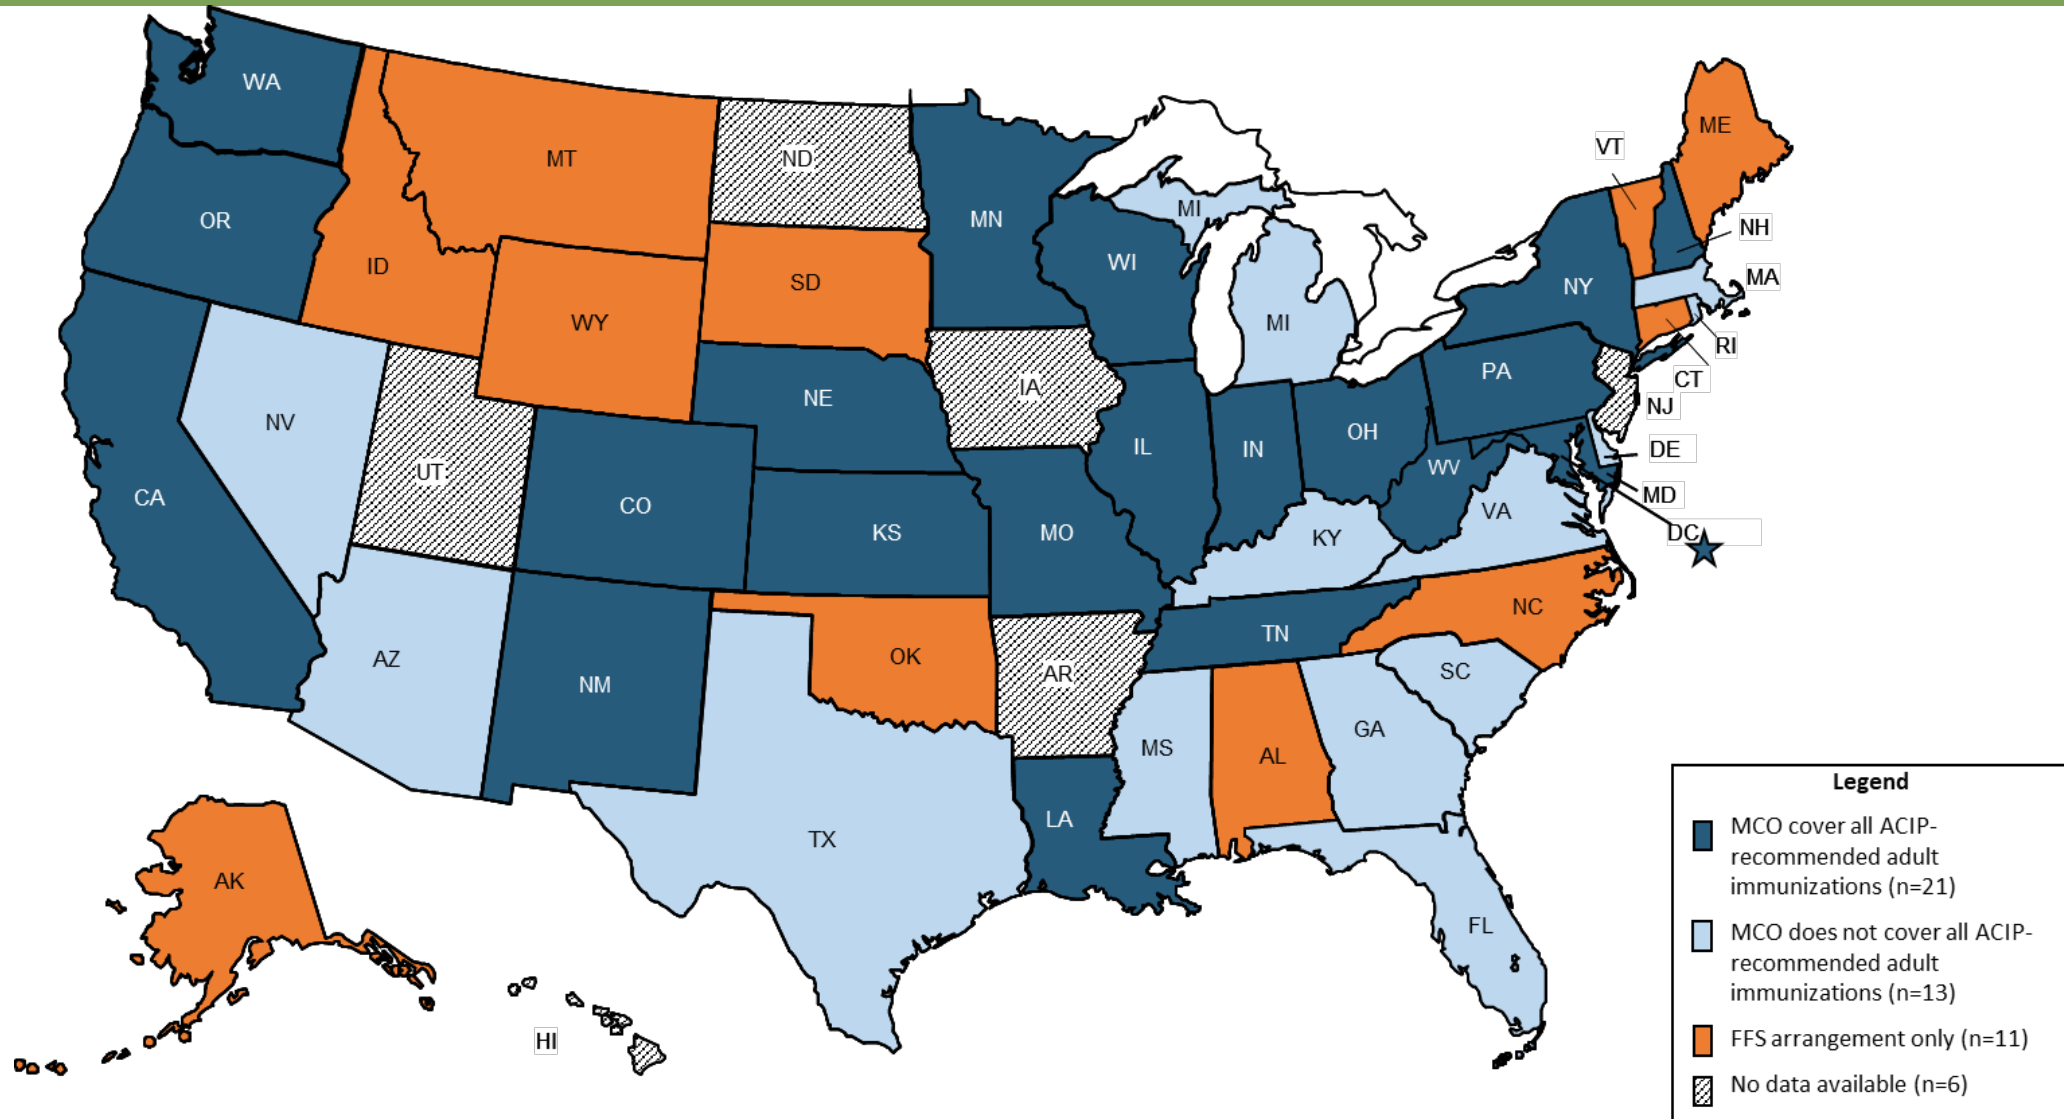 WA
MT
ND
OR
ID
MN
SD
WY
WI
MI
MI
VT
ME
NH
MA
NY
RI
CT
PA
NJ
NE
IA
NV
UT
CO
CA
KS
MO
IL
IN
OH
WV
DE
MD
VA
DC
KY
NC
TN
AZ
NM
OK
AR
SC
MS
AL
GA
LA
TX
FL
AK
HI
Legend
MCO cover all ACIP-
recommended adult
immunizations (n=21)
MCO does not cover all ACIP-
recommended adult
immunizations (n=13)
FFS arrangement only (n=11)
No data available (n=6)